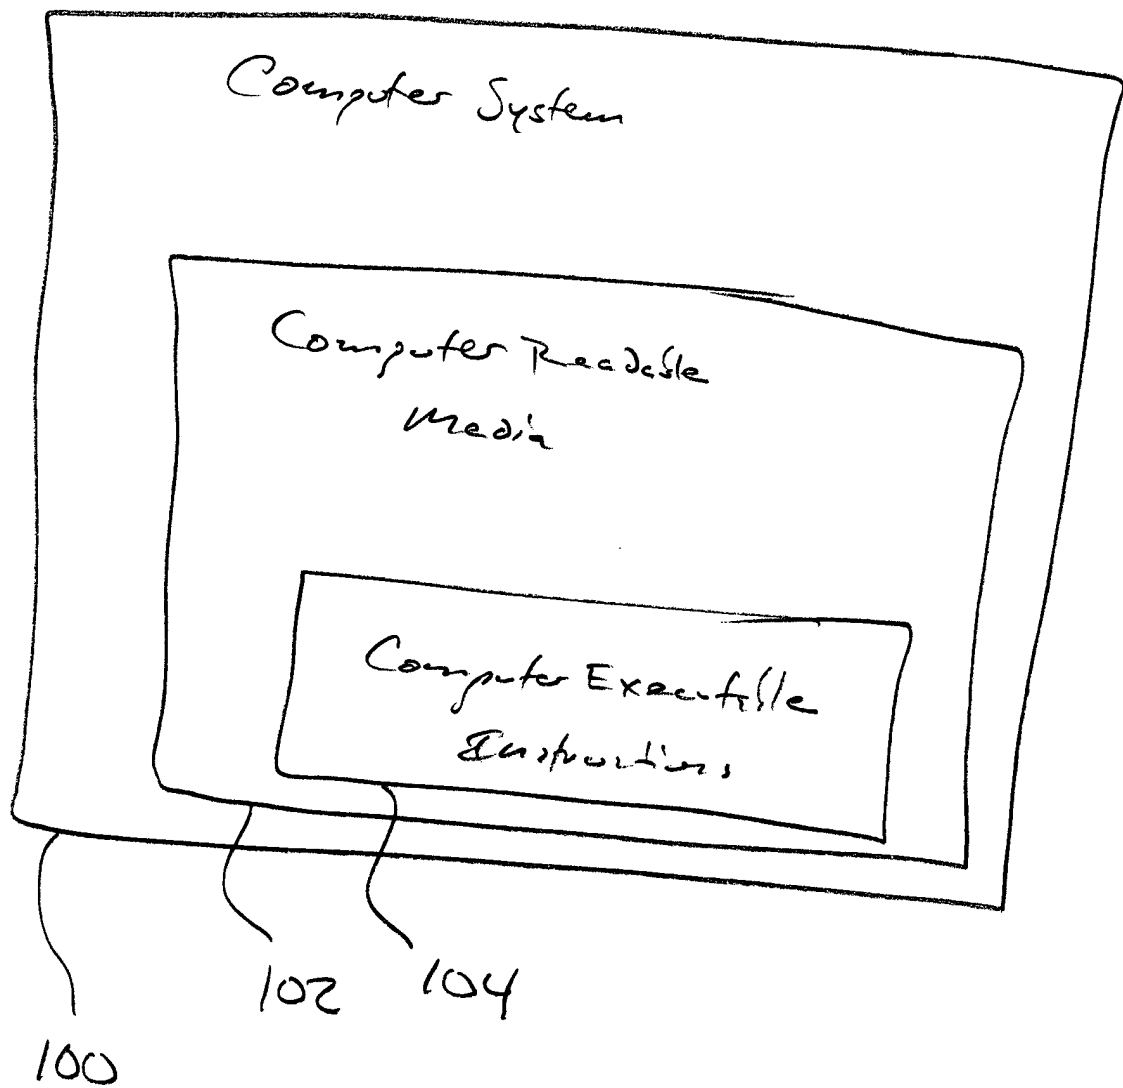 Computer System
Computer Readable
Media
Computer Executable
Instructions
102 104
100